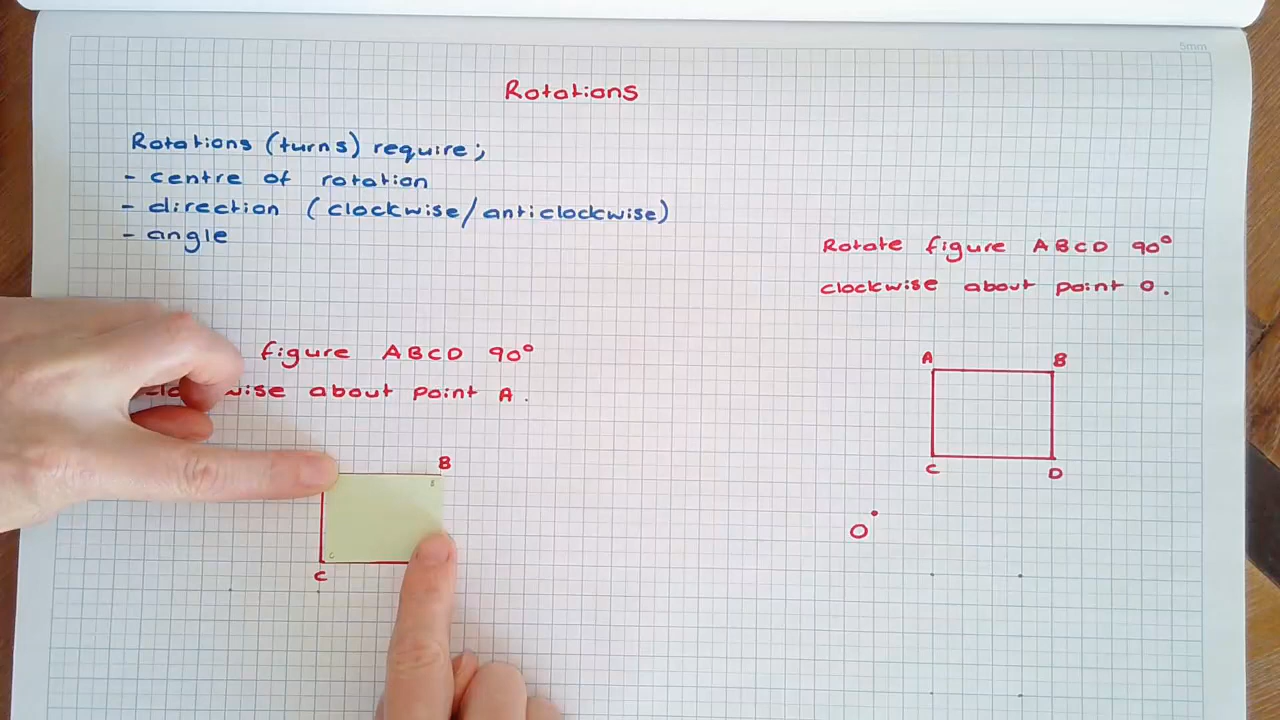 5mm
Rotations
Rotations (turns) require;
- centre of rotation
- direction (clockwise/anticlockwise)
- angle
Rotate figure ABCD 90°
clockwise about point O.
figure ABCD 90°
about point A.
A B
C D
O
B
B
C
C